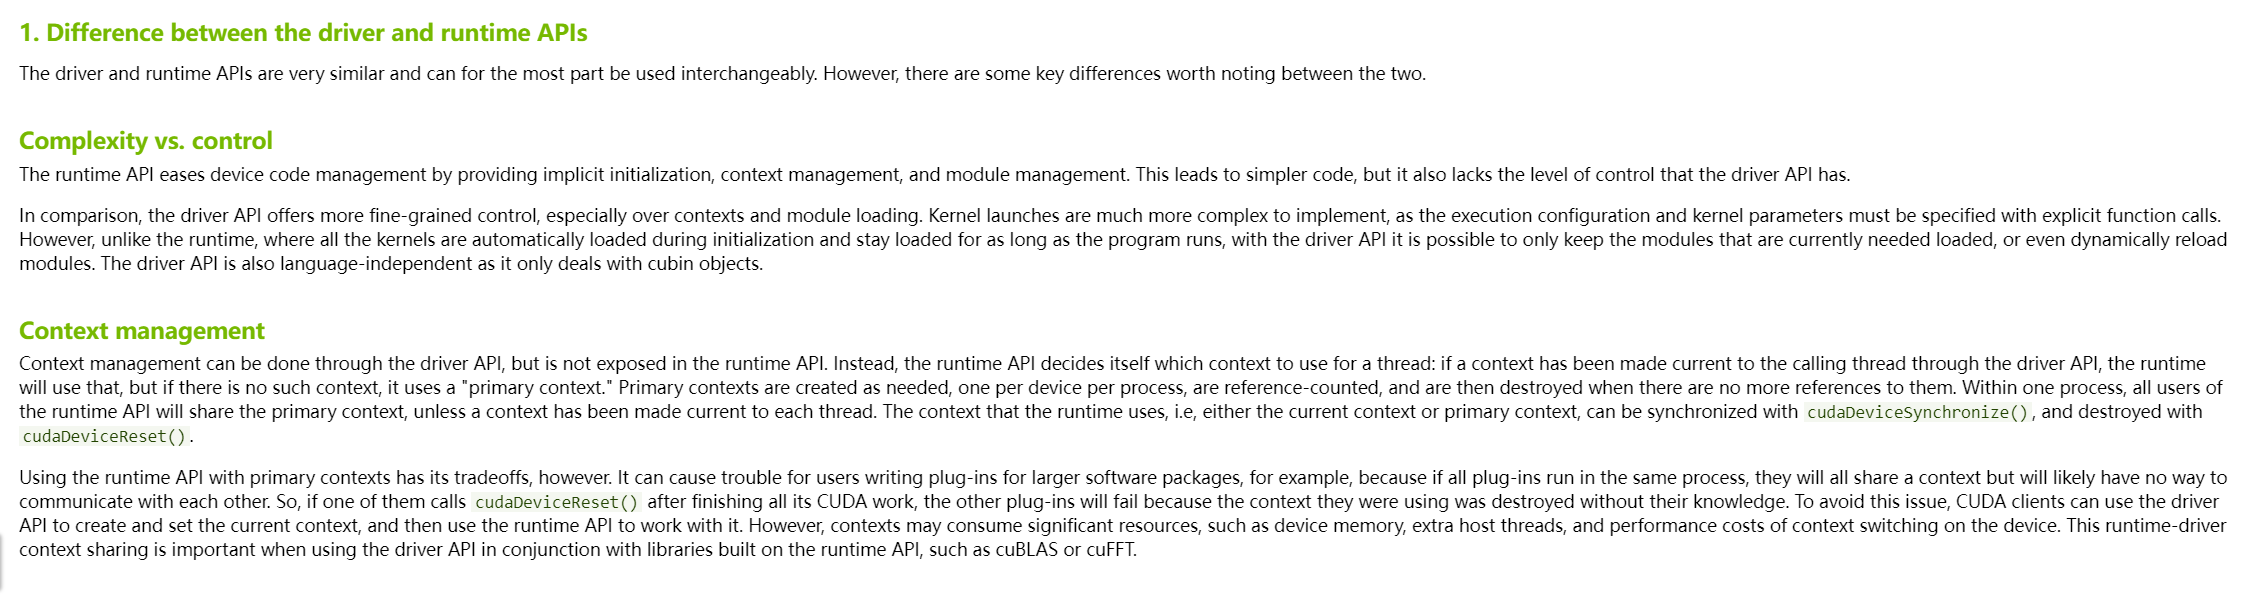 1. Difference between the driver and runtime APIs
The driver and runtime APIs are very similar and can for the most part be used interchangeably. However, there are some key differences worth noting between the two.
Complexity vs. control
The runtime API eases device code management by providing implicit initialization, context management, and module management. This leads to simpler code, but it also lacks the level of control that the driver API has.
In comparison, the driver API offers more fine-grained control, especially over contexts and module loading. Kernel launches are much more complex to implement, as the execution configuration and kernel parameters must be specified with explicit function calls.
However, unlike the runtime, where all the kernels are automatically loaded during initialization and stay loaded for as long as the program runs, with the driver API it is possible to only keep the modules that are currently needed loaded, or even dynamically reload
modules. The driver API is also language-independent as it only deals with cubin objects.
Context management
Context management can be done through the driver API, but is not exposed in the runtime API. Instead, the runtime API decides itself which context to use for a thread: if a context has been made current to the calling thread through the driver API, the runtime
will use that, but if there is no such context, it uses a "primary context." Primary contexts are created as needed, one per device per process, are reference-counted, and are then destroyed when there are no more references to them. Within one process, all users of
the runtime API will share the primary context, unless a context has been made current to each thread. The context that the runtime uses, i.e, either the current context or primary context, can be synchronized with cudaDeviceSynchronize(), and destroyed with
cudaDeviceReset().
Using the runtime API with primary contexts has its tradeoffs, however. It can cause trouble for users writing plug-ins for larger software packages, for example, because if all plug-ins run in the same process, they will all share a context but will likely have no way to
communicate with each other. So, if one of them calls cudaDeviceReset() after finishing all its CUDA work, the other plug-ins will fail because the context they were using was destroyed without their knowledge. To avoid this issue, CUDA clients can use the driver
API to create and set the current context, and then use the runtime API to work with it. However, contexts may consume significant resources, such as device memory, extra host threads, and performance costs of context switching on the device. This runtime-driver
context sharing is important when using the driver API in conjunction with libraries built on the runtime API, such as cuBLAS or cuFFT.